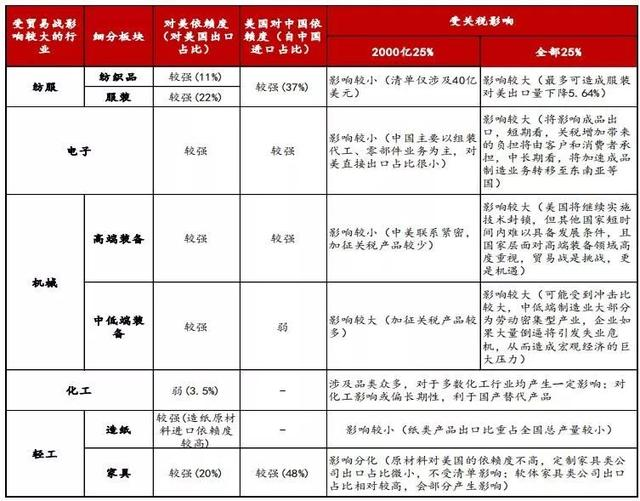 受贸易战影
响较大的行
业
细分板块
对美依赖度
(对美国出口
占比)
美国对中国依
赖度（自中国
进口占比）
受关税影响
2000亿25%
全部25%
纺服
纺织品
较强(11%)
服装
较强(22%)
较强(37%)
影响较小（清单仅涉及40亿
美元）
影响较大（最多可造成服装
对美出口量下降5.64%）
电子
较强
较强
影响较小（中国主要以组装
代工、零部件业务为主，对
美直接出口占比很小）
影响较大（将影响成品出
口，短期看，关税增加带来
的负担将由客户和消费者承
担，中长期看，将加速成品
制造业务转移至东南亚等
国）
机械
高端装备
较强
较强
影响较小（中美联系紧密，
加征关税产品较少）
影响较大（美国将继续实施
技术封锁，但其他国家短时
间内难以具备发展条件，且
国家层面对高端装备领域高
度重视，贸易战是挑战，更
是机遇）
中低端装
备
较强
弱
影响较大（加征关税产品较
多）
影响较大（可能受到冲击比
较大，中低端制造业大部分
为劳动密集型产业，企业如
果大量倒逼将引发失业危
机，从而造成宏观经济的巨
大压力）
化工
弱(3.5%)
–
涉及品类众多，对于多数化工行业均产生一定影响；对
化工影响或偏长期性，利于国产替代产品
轻工
造纸
较强(造纸原材
料进口依赖度
较高)
–
影响较小（纸类产品出口比重占全国总产量较小）
家具
较强(20%)
较强(48%)
影响分化（原材料对美国的依赖度不高，定制家具类公
司出口占比微小，不受清单影响；软体家具类公司出口
占比相对较高，会部分产生影响）